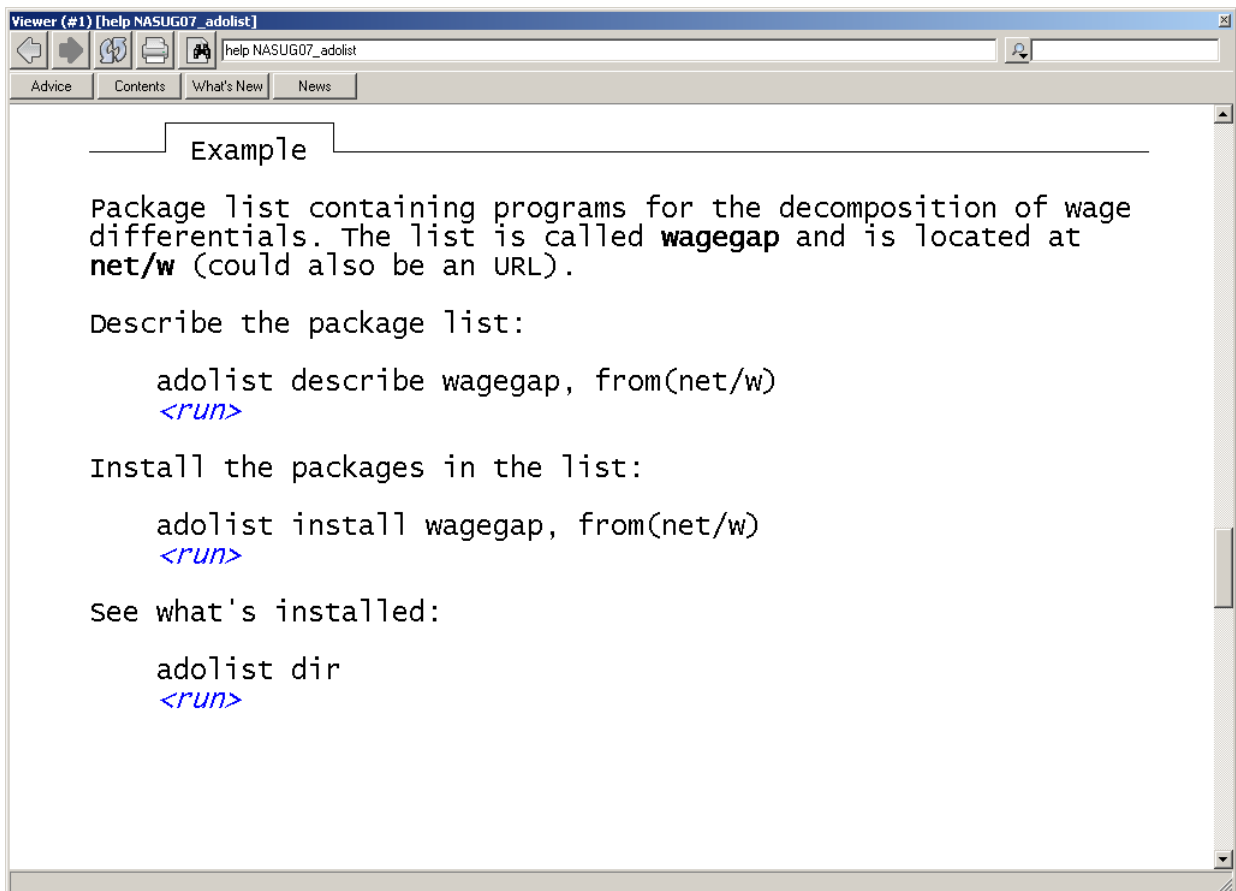 Viewer (#1) [help NASUG07_adolist]
help NASUG07_adolist
Advice Contents What's New News
Example
Package list containing programs for the decomposition of wage
differentials. The list is called wagegap and is located at
net/w (could also be an URL).
Describe the package list:
adolist describe wagegap, from(net/w)
<run>
Install the packages in the list:
adolist install wagegap, from(net/w)
<run>
See what's installed:
adolist dir
<run>